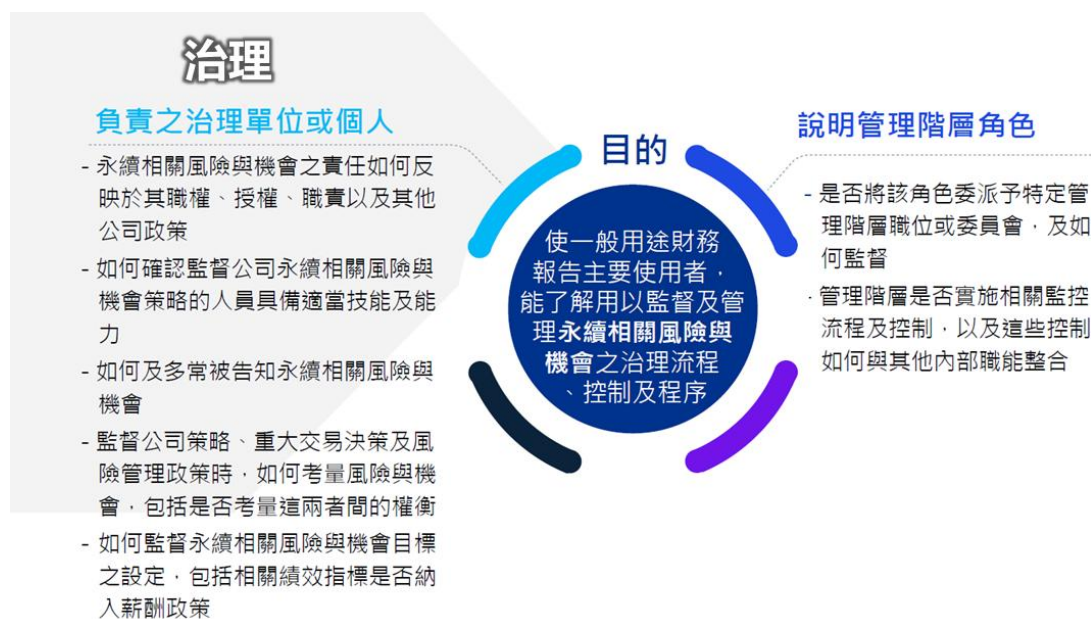 治理
負責之治理單位或個人
- 永續相關風險與機會之責任如何反
映於其職權、授權、職責以及其他
公司政策
- 如何確認監督公司永續相關風險與
機會策略的人員具備適當技能及能
力
- 如何及多常被告知永續相關風險與
機會
- 監督公司策略、重大交易決策及風
險管理政策時，如何考量風險與機
會，包括是否考量這兩者間的權衡
- 如何監督永續相關風險與機會目標
之設定，包括相關績效指標是否納
入薪酬政策
目的
使一般用途財務
報告主要使用者，
能了解用以監督及管
理永續相關風險與
機會之治理流程
、控制及程序
說明管理階層角色
- 是否將該角色委派予特定管
理階層職位或委員會，及如
何監督
· 管理階層是否實施相關監控
流程及控制，以及這些控制
如何與其他內部職能整合